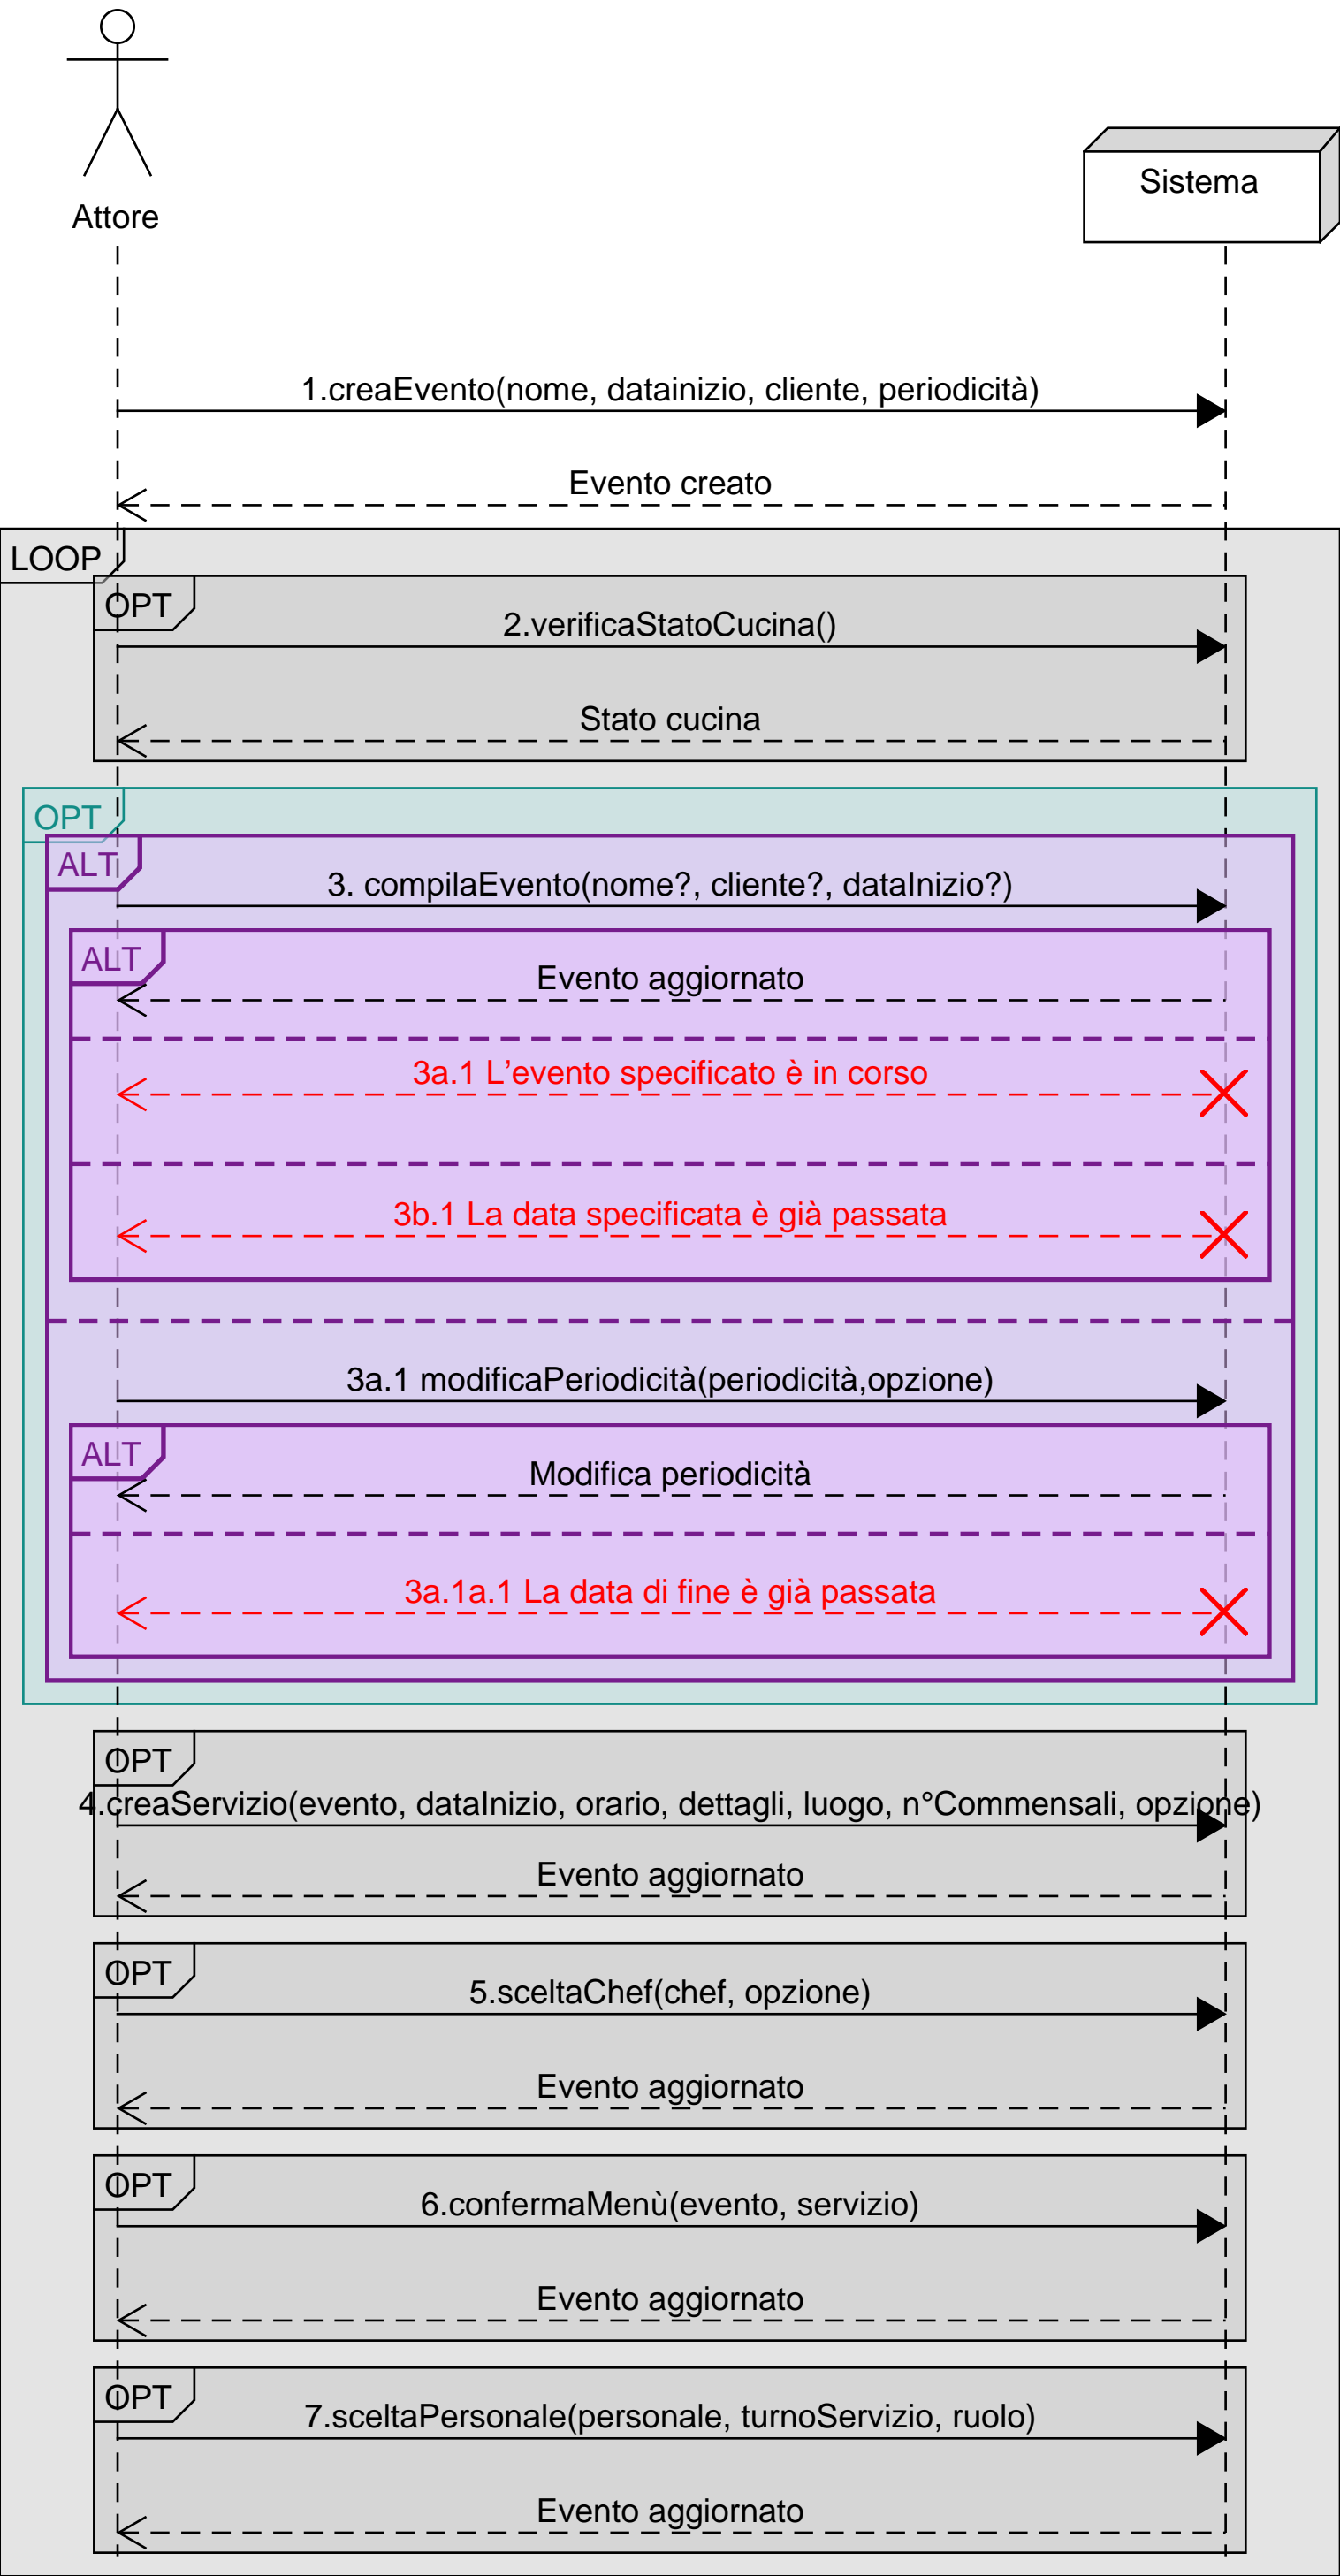 Attore
Sistema
1.creaEvento(nome, datainizio, cliente, periodicità)
Evento creato
LOOP
OPT
2.verificaStatoCucina()
Stato cucina
OPT
ALT
3. compilaEvento(nome?, cliente?, dataInizio?)
ALT
Evento aggiornato
3a.1 L'evento specificato è in corso
3b.1 La data specificata è già passata
3a.1 modificaPeriodicità(periodicità,opzione)
ALT
Modifica periodicità
3a.1a.1 La data di fine è già passata
OPT
4.creaServizio(evento, dataInizio, orario, dettagli, luogo, n°Commensali, opzione)
Evento aggiornato
OPT
5.sceltaChef(chef, opzione)
Evento aggiornato
OPT
6.confermaMenù(evento, servizio)
Evento aggiornato
OPT
7.sceltaPersonale(personale, turnoServizio, ruolo)
Evento aggiornato